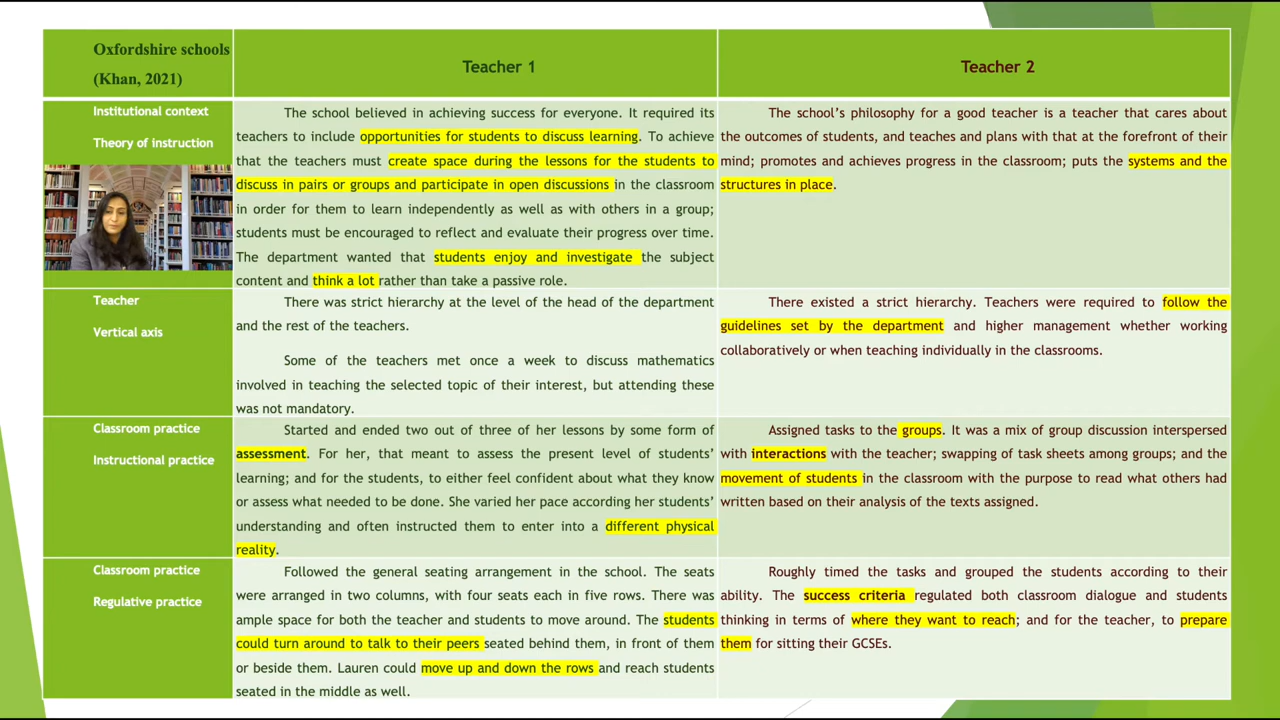 Oxfordshire schools
(Khan, 2021)
Teacher 1
Teacher 2
Institutional context
Theory of instruction
The school believed in achieving success for everyone. It required its
teachers to include opportunities for students to discuss learning. To achieve
that the teachers must create space during the lessons for the students to
discuss in pairs or groups and participate in open discussions in the classroom
in order for them to learn independently as well as with others in a group;
students must be encouraged to reflect and evaluate their progress over time.
The department wanted that students enjoy and investigate the subject
content and think a lot rather than take a passive role.
The school's philosophy for a good teacher is a teacher that cares about
the outcomes of students, and teaches and plans with that at the forefront of their
mind; promotes and achieves progress in the classroom; puts the systems and the
structures in place.
Teacher
Vertical axis
There was strict hierarchy at the level of the head of the department
and the rest of the teachers.
Some of the teachers met once a week to discuss mathematics
involved in teaching the selected topic of their interest, but attending these
was not mandatory.
There existed a strict hierarchy. Teachers were required to follow the
guidelines set by the department and higher management whether working
collaboratively or when teaching individually in the classrooms.
Classroom practice
Instructional practice
Started and ended two out of three of her lessons by some form of
assessment. For her, that meant to assess the present level of students'
learning; and for the students, to either feel confident about what they know
or assess what needed to be done. She varied her pace according her students'
understanding and often instructed them to enter into a different physical
reality.
Assigned tasks to the groups. It was a mix of group discussion interspersed
with interactions with the teacher; swapping of task sheets among groups; and the
movement of students in the classroom with the purpose to read what others had
written based on their analysis of the texts assigned.
Classroom practice
Regulative practice
Followed the general seating arrangement in the school. The seats
were arranged in two columns, with four seats each in five rows. There was
ample space for both the teacher and students to move around. The students
could turn around to talk to their peers seated behind them, in front of them
or beside them. Lauren could move up and down the rows and reach students
seated in the middle as well.
Roughly timed the tasks and grouped the students according to their
ability. The success criteria regulated both classroom dialogue and students
thinking in terms of where they want to reach; and for the teacher, to prepare
them for sitting their GCSEs.